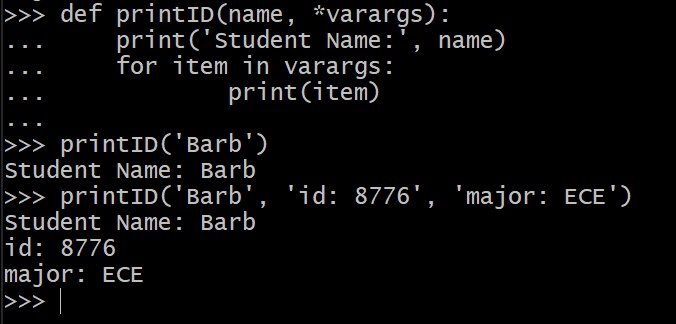 >>> def printID(name, *varargs):
...     print('Student Name:', name)
...     for item in varargs:
...             print(item)
...
>>> printID('Barb')
Student Name: Barb
>>> printID('Barb', 'id: 8776', 'major: ECE')
Student Name: Barb
id: 8776
major: ECE
>>>